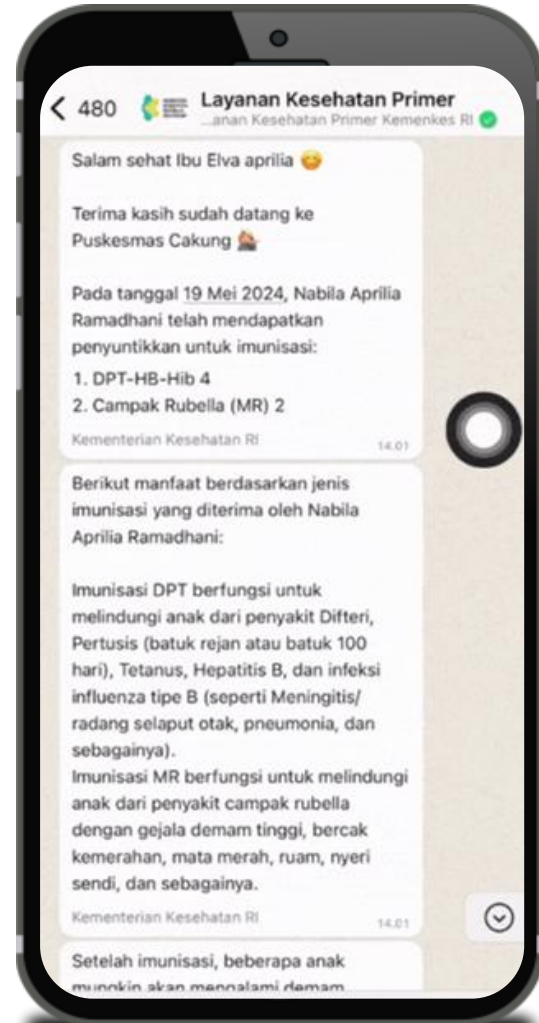 480
Layanan Kesehatan Primer
...anan Kesehatan Primer Kemenkes RI
Salam sehat Ibu Elva aprilia 😊
Terima kasih sudah datang ke
Puskesmas Cakung
Pada tanggal 19 Mei 2024, Nabila Aprilia
Ramadhani telah mendapatkan
penyuntikkan untuk imunisasi:
1. DPT-HB-Hib 4
2. Campak Rubella (MR) 2
Kementerian Kesehatan RI
14.01
Berikut manfaat berdasarkan jenis
imunisasi yang diterima oleh Nabila
Aprilia Ramadhani:
Imunisasi DPT berfungsi untuk
melindungi anak dari penyakit Difteri,
Pertusis (batuk rejan atau batuk 100
hari), Tetanus, Hepatitis B, dan infeksi
influenza tipe B (seperti Meningitis/
radang selaput otak, pneumonia, dan
sebagainya).
Imunisasi MR berfungsi untuk melindungi
anak dari penyakit campak rubella
dengan gejala demam tinggi, bercak
kemerahan, mata merah, ruam, nyeri
sendi, dan sebagainya.
Kementerian Kesehatan RI
14.01
Setelah imunisasi, beberapa anak
mungkin akan mengalami demam